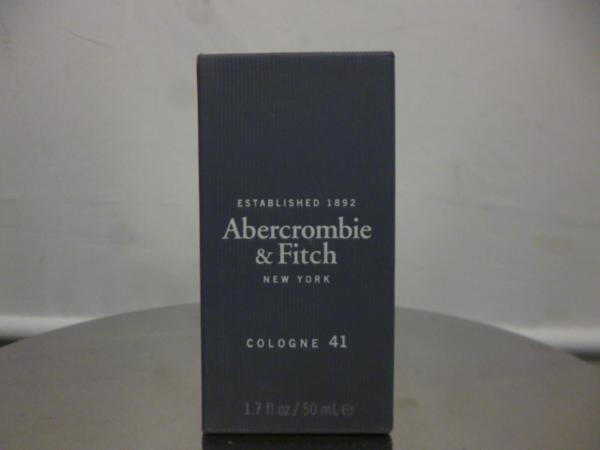 ESTABLISHED 1892
Abercrombie
& Fitch
NEW YORK
COLOGNE 41
1.7 fl oz / 50 mL ℮